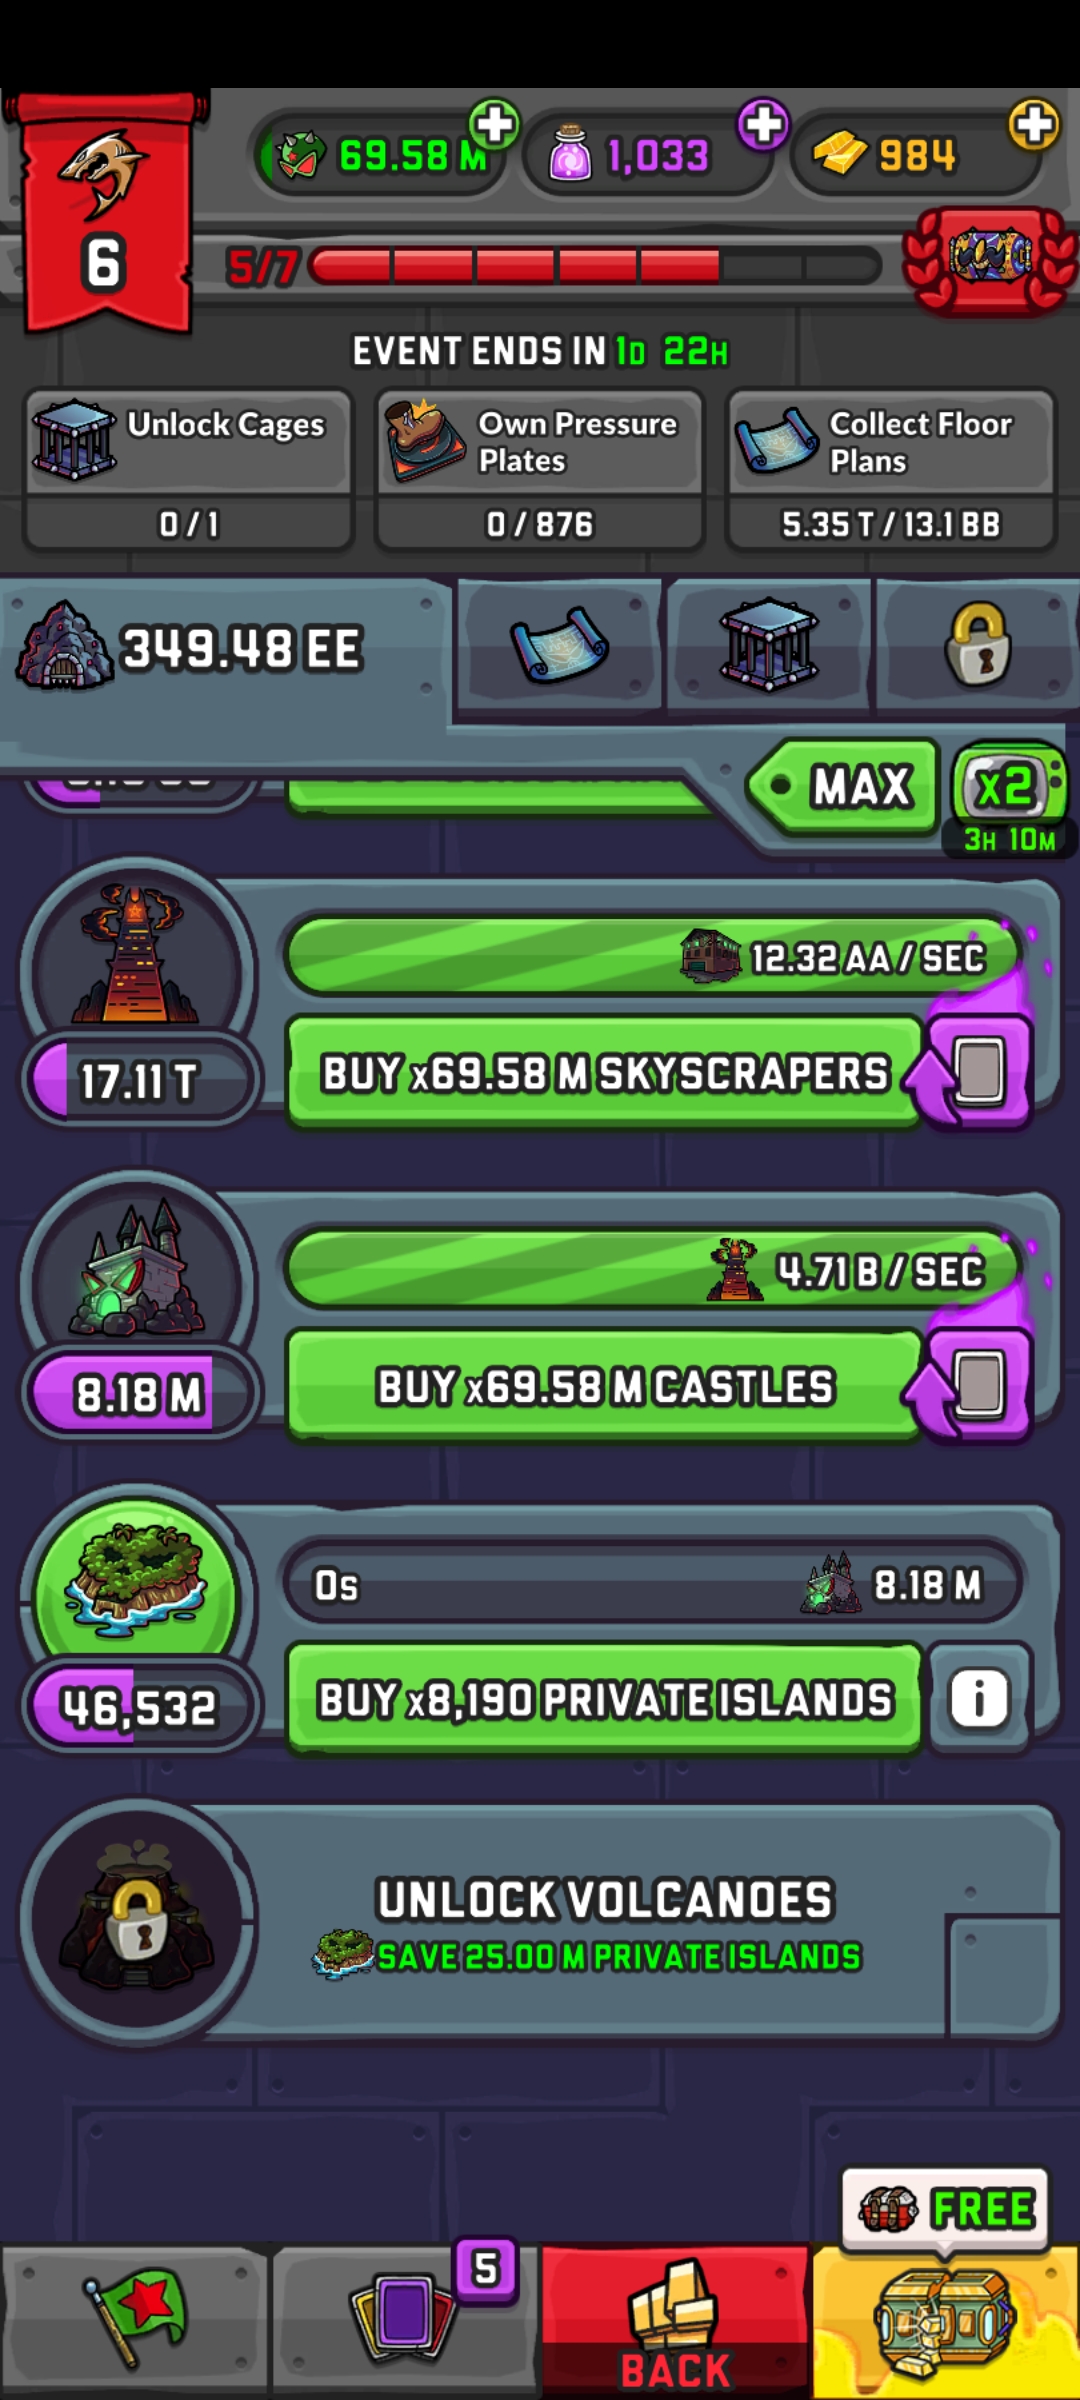 69.58 M
1,033
984
6
5/7
EVENT ENDS IN 1D 22H
Unlock Cages
0 / 1
Own Pressure
Plates
0 / 876
Collect Floor
Plans
5.35 T / 13.1 BB
349.48 EE
MAX
x2
3H 10M
12.32 AA / SEC
17.11 T
BUY x69.58 M SKYSCRAPERS
4.71 B / SEC
8.18 M
BUY x69.58 M CASTLES
0s
8.18 M
46,532
BUY x8,190 PRIVATE ISLANDS
i
UNLOCK VOLCANOES
SAVE 25.00 M PRIVATE ISLANDS
FREE
5
BACK